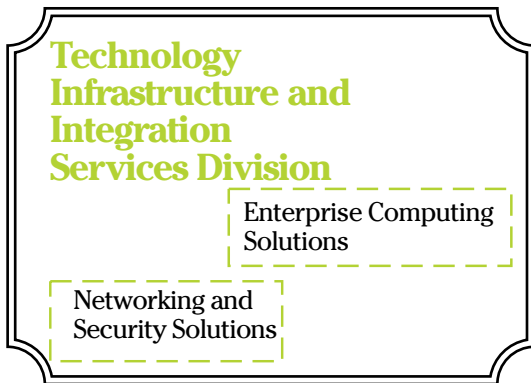 Technology
Infrastructure and
Integration
Services Division
Enterprise Computing
Solutions
Networking and
Security Solutions